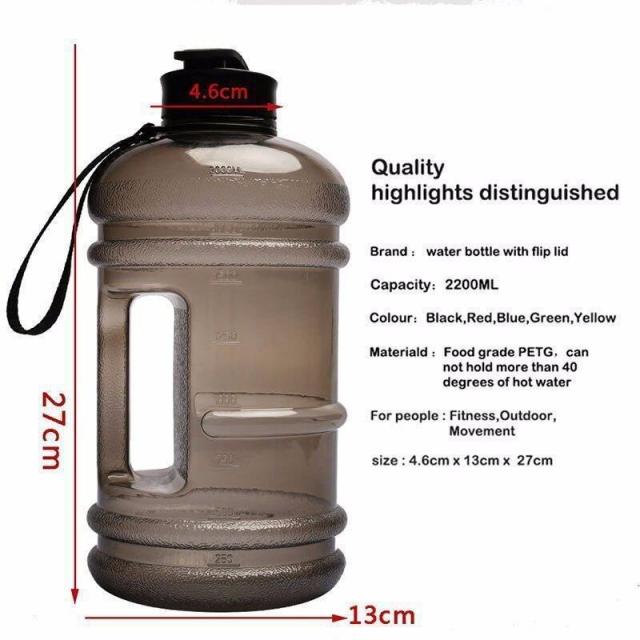 4.6cm
Quality
highlights distinguished
Brand : water bottle with flip lid
Capacity: 2200ML
Colour: Black,Red,Blue,Green,Yellow
Materiald : Food grade PETG, can
not hold more than 40
degrees of hot water
For people : Fitness,Outdoor,
Movement
size : 4.6cm x 13cm x 27cm
27cm
13cm
250